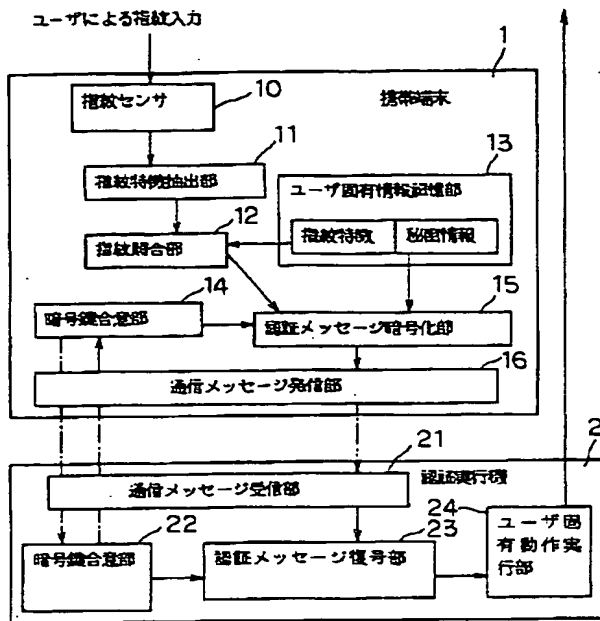 ユーザによる指紋入力
1
指紋センサ
10
携帯端末
11
指紋特徴抽出部
13
ユーザ固有情報記憶部
12
指紋特徴
秘密情報
指紋照合部
14
15
暗号鍵合意部
認証メッセージ暗号化部
16
通信メッセージ発信部
2
21
認証実行機
通信メッセージ受信部
22
23
24
ユーザ固
有動作実
行部
暗号鍵合意部
認証メッセージ復号部